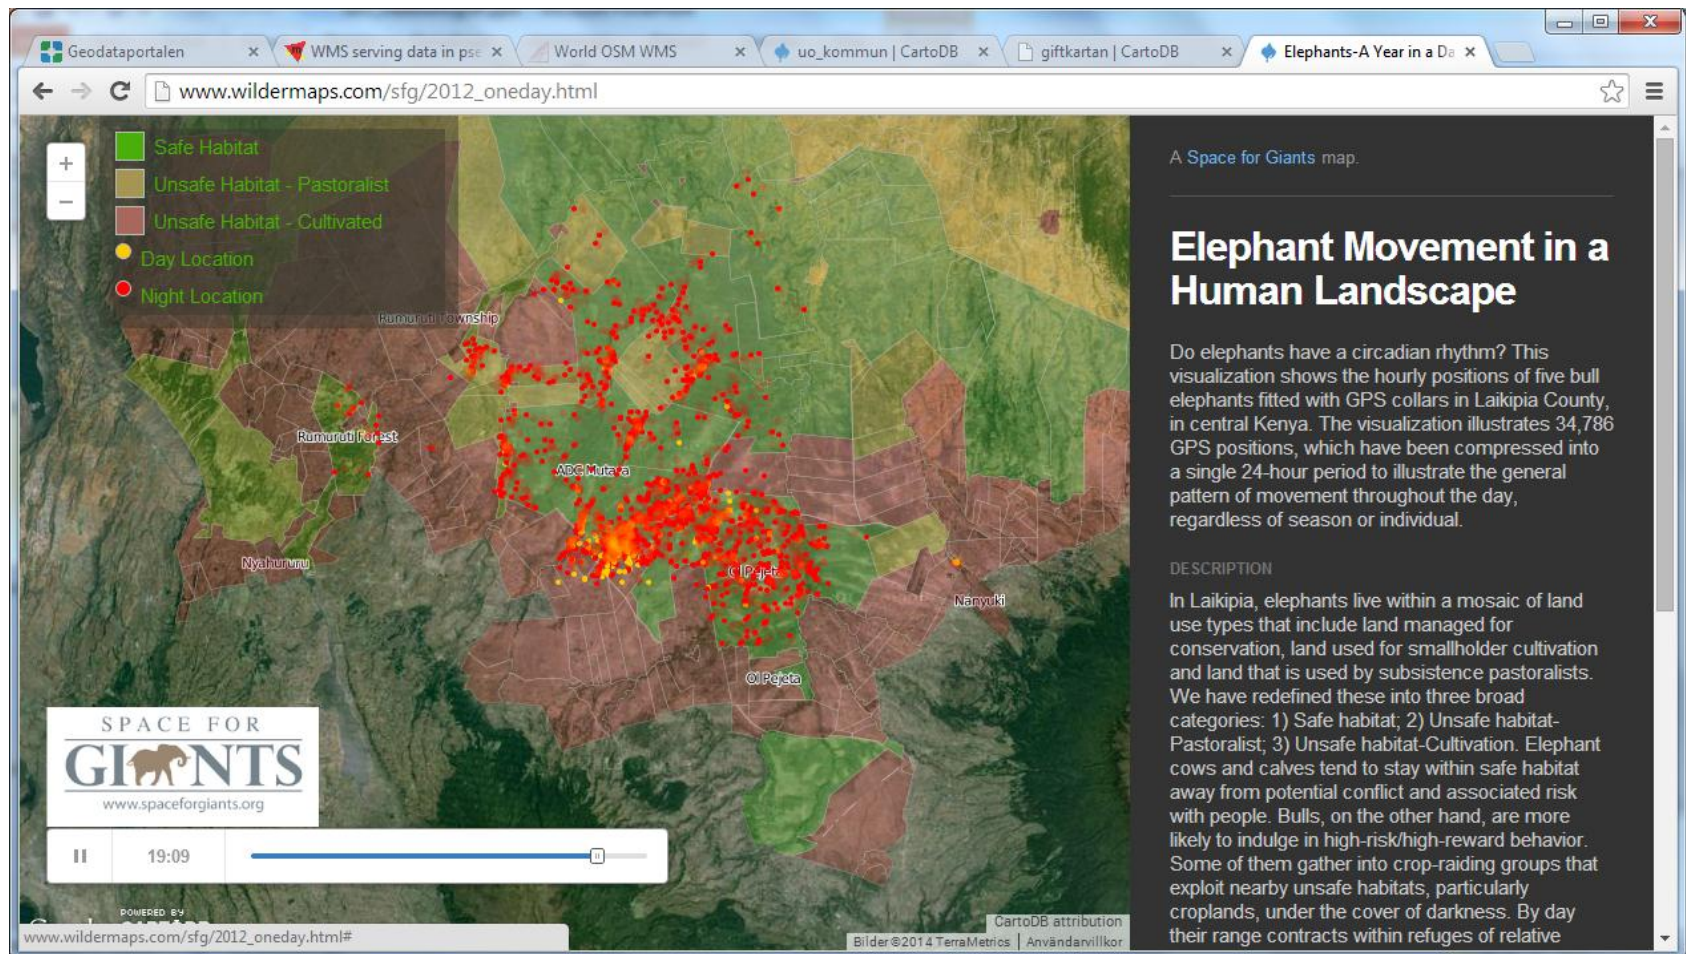 Geodataportalen
WMS serving data in pse
World OSM WMS
uo_kommun | CartoDB
giftkartan | CartoDB
Elephants-A Year in a Da
www.wildermaps.com/sfg/2012_oneday.html
+
−
Safe Habitat
Unsafe Habitat - Pastoralist
Unsafe Habitat - Cultivated
Day Location
Night Location
Rumuruti Township
Rumuruti Forest
ADC Mutara
Nyahururu
Ol Pejeta
Nanyuki
Ol Pejeta
SPACE FOR
GIANTS
www.spaceforgiants.org
19:09
POWERED BY
www.wildermaps.com/sfg/2012_oneday.html#
CartoDB attribution
Bilder ©2014 TerraMetrics | Användarvillkor
A Space for Giants map.
Elephant Movement in a
Human Landscape
Do elephants have a circadian rhythm? This
visualization shows the hourly positions of five bull
elephants fitted with GPS collars in Laikipia County,
in central Kenya. The visualization illustrates 34,786
GPS positions, which have been compressed into
a single 24-hour period to illustrate the general
pattern of movement throughout the day,
regardless of season or individual.
DESCRIPTION
In Laikipia, elephants live within a mosaic of land
use types that include land managed for
conservation, land used for smallholder cultivation
and land that is used by subsistence pastoralists.
We have redefined these into three broad
categories: 1) Safe habitat; 2) Unsafe habitat-
Pastoralist; 3) Unsafe habitat-Cultivation. Elephant
cows and calves tend to stay within safe habitat
away from potential conflict and associated risk
with people. Bulls, on the other hand, are more
likely to indulge in high-risk/high-reward behavior.
Some of them gather into crop-raiding groups that
exploit nearby unsafe habitats, particularly
croplands, under the cover of darkness. By day
their range contracts within refuges of relative